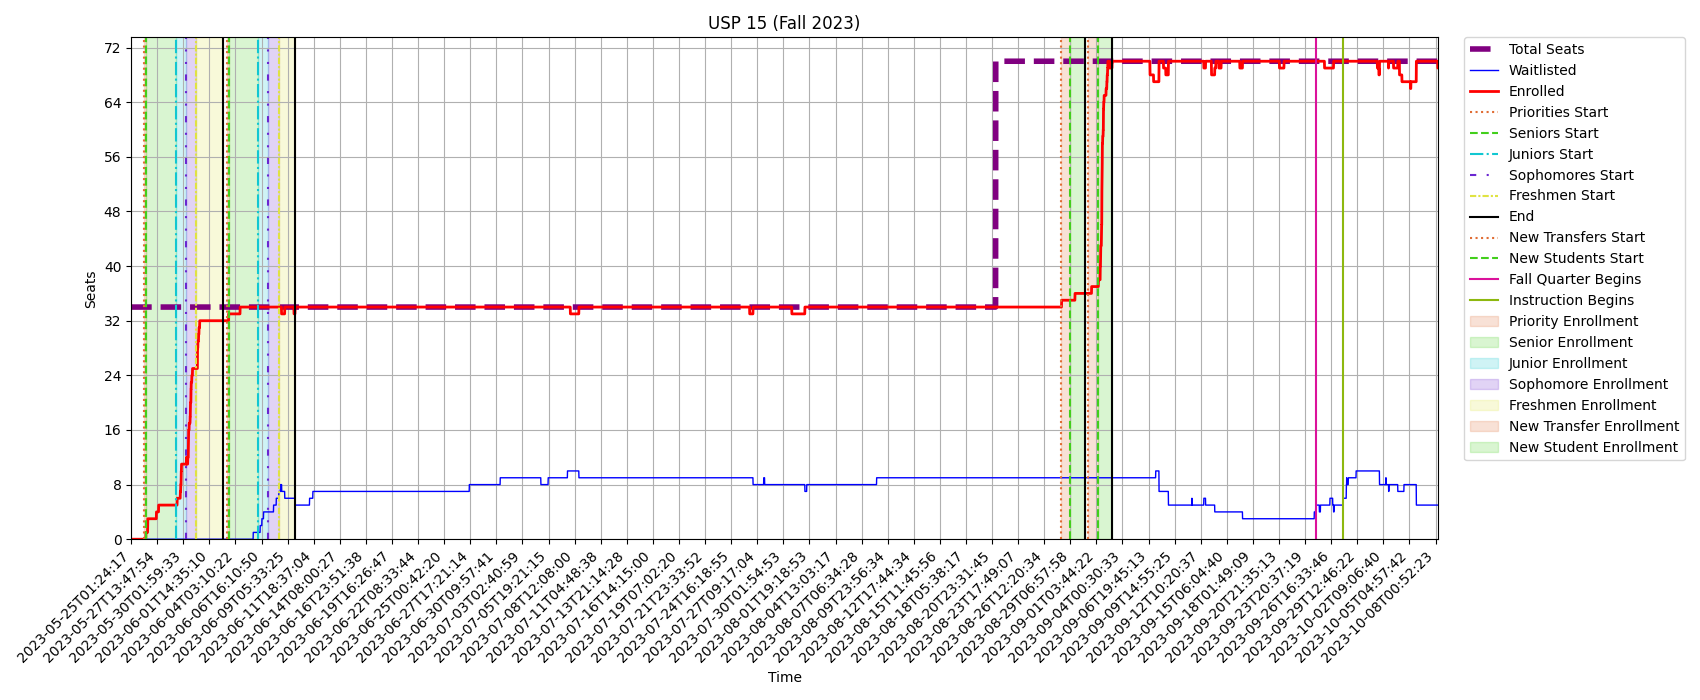 USP 15 (Fall 2023)
Seats
72
64
56
48
40
32
24
16
8
0
2023-05-25T01:24:17
2023-05-27T13:47:54
2023-05-30T01:59:33
2023-06-01T14:35:10
2023-06-04T03:10:22
2023-06-06T16:10:50
2023-06-09T05:33:25
2023-06-11T18:37:04
2023-06-14T08:00:27
2023-06-16T23:51:38
2023-06-19T16:26:47
2023-06-22T08:33:44
2023-06-25T00:42:20
2023-06-27T17:21:14
2023-06-30T09:57:41
2023-07-03T02:40:59
2023-07-05T19:21:15
2023-07-08T12:08:00
2023-07-11T04:48:38
2023-07-13T21:14:28
2023-07-16T14:15:00
2023-07-19T07:02:20
2023-07-21T23:33:52
2023-07-24T16:18:55
2023-07-27T09:17:04
2023-07-30T01:54:53
2023-08-01T19:18:53
2023-08-04T13:03:17
2023-08-07T06:34:28
2023-08-09T23:56:34
2023-08-12T17:44:34
2023-08-15T11:45:56
2023-08-18T05:38:17
2023-08-20T23:31:45
2023-08-23T17:49:07
2023-08-26T12:20:34
2023-08-29T06:57:58
2023-09-01T03:44:22
2023-09-04T00:30:33
2023-09-06T19:45:13
2023-09-09T14:55:25
2023-09-12T10:20:37
2023-09-15T06:04:40
2023-09-18T01:49:09
2023-09-20T21:35:13
2023-09-23T20:37:19
2023-09-26T16:33:46
2023-09-29T12:46:22
2023-10-02T09:06:40
2023-10-05T04:57:42
2023-10-08T00:52:23
Time
Total Seats
Waitlisted
Enrolled
Priorities Start
Seniors Start
Juniors Start
Sophomores Start
Freshmen Start
End
New Transfers Start
New Students Start
Fall Quarter Begins
Instruction Begins
Priority Enrollment
Senior Enrollment
Junior Enrollment
Sophomore Enrollment
Freshmen Enrollment
New Transfer Enrollment
New Student Enrollment